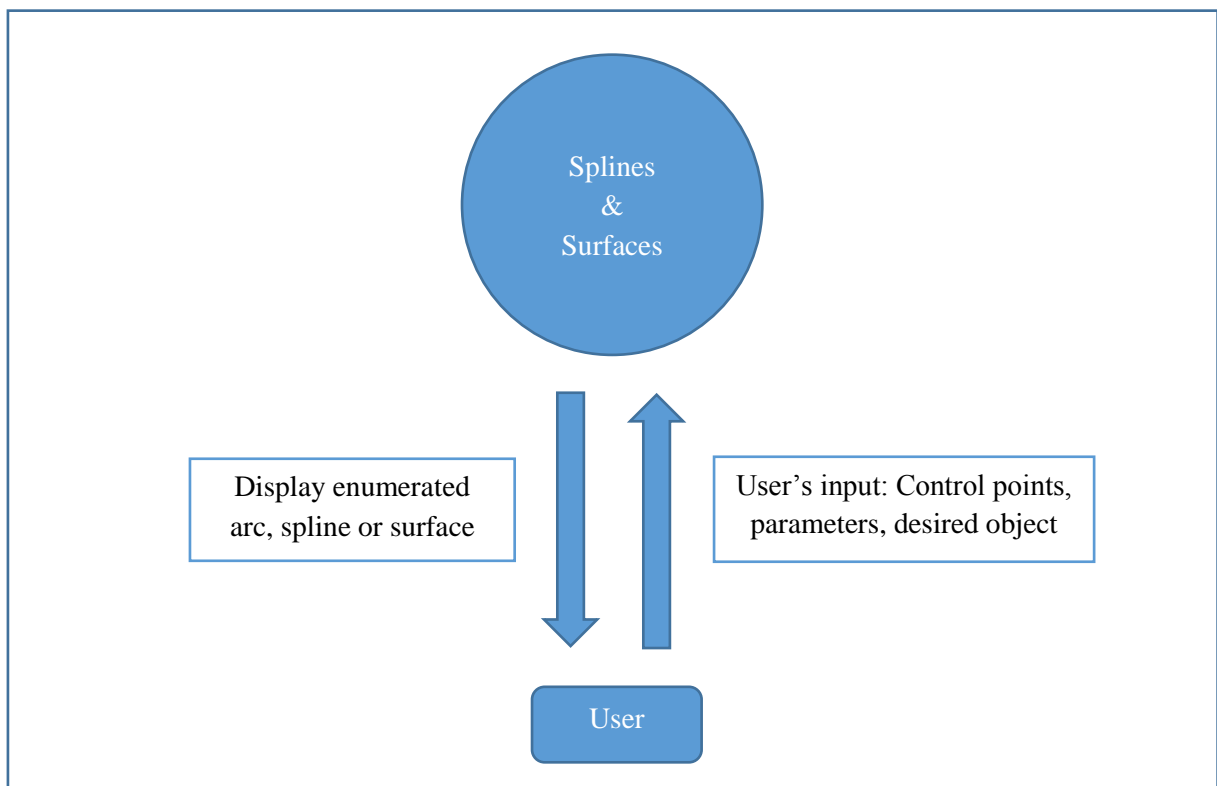 Splines
&
Surfaces
Display enumerated
arc, spline or surface
User’s input: Control points,
parameters, desired object
User